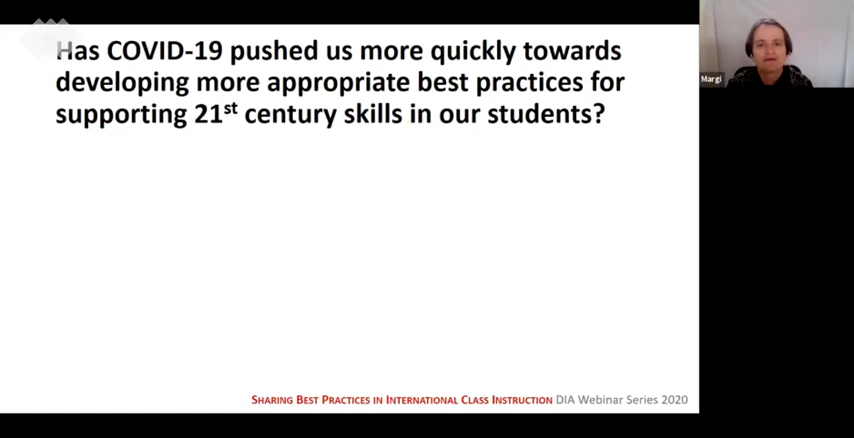 Has COVID-19 pushed us more quickly towards
developing more appropriate best practices for
supporting 21st century skills in our students?
Margi
SHARING BEST PRACTICES IN INTERNATIONAL CLASS INSTRUCTION DIA Webinar Series 2020